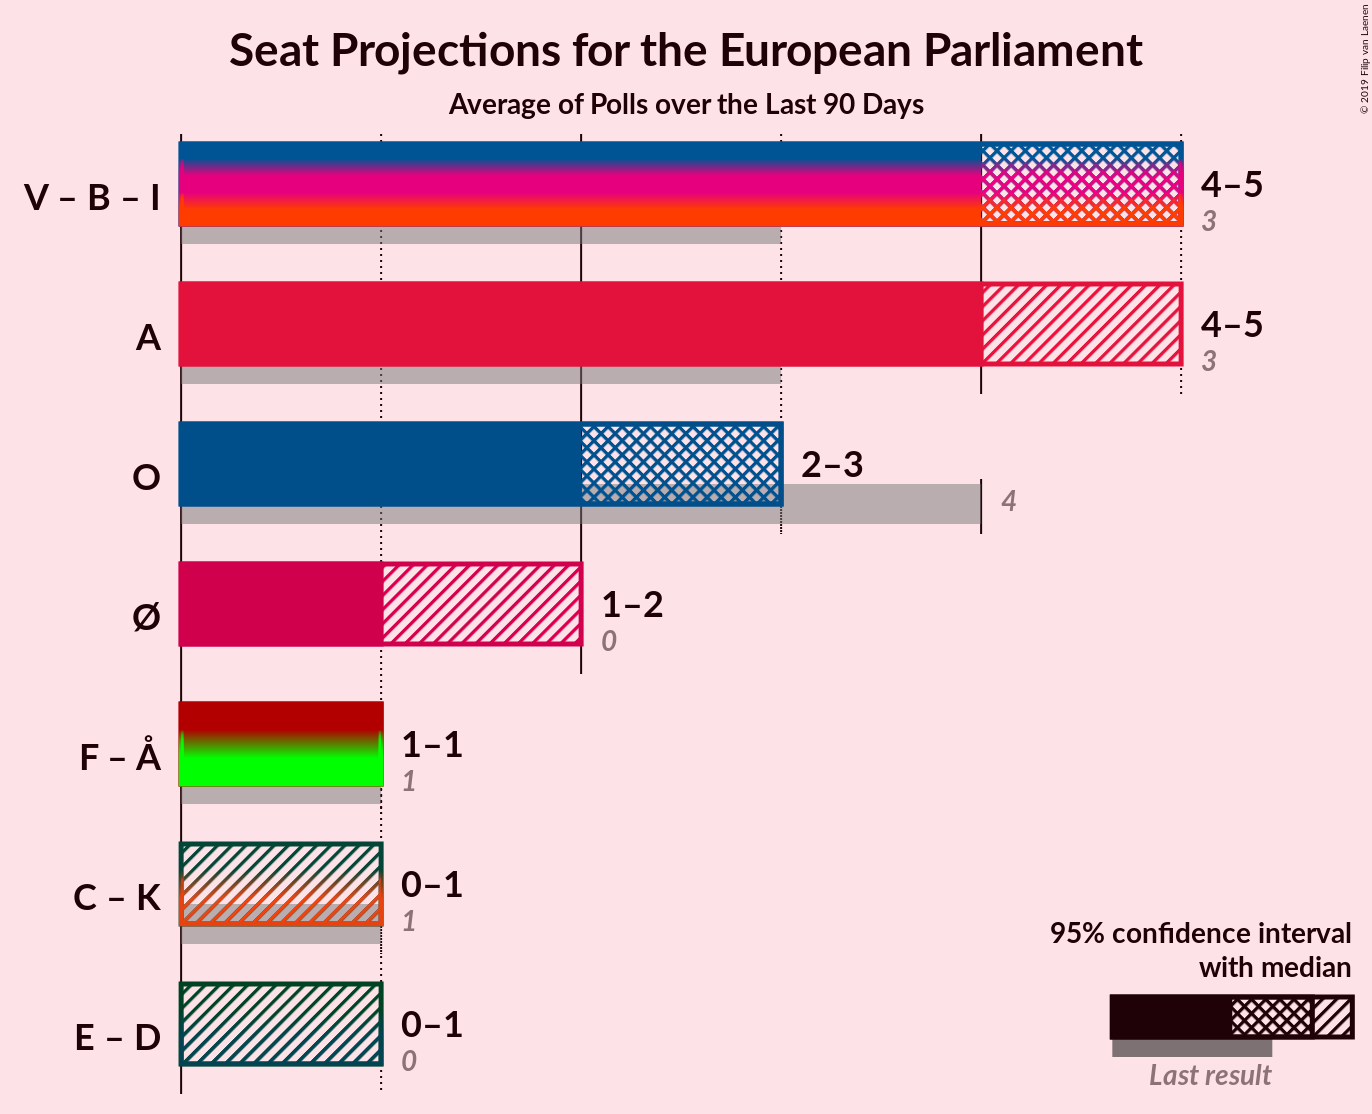 Seat Projections for the European Parliament
Average of Polls over the Last 90 Days
© 2019 Filip van Laenen
V – B – I
4–5
3
A
4–5
3
O
2–3
4
Ø
1–2
0
F – Å
1–1
1
C – K
0–1
1
E – D
0–1
0
95% confidence interval
with median
Last result